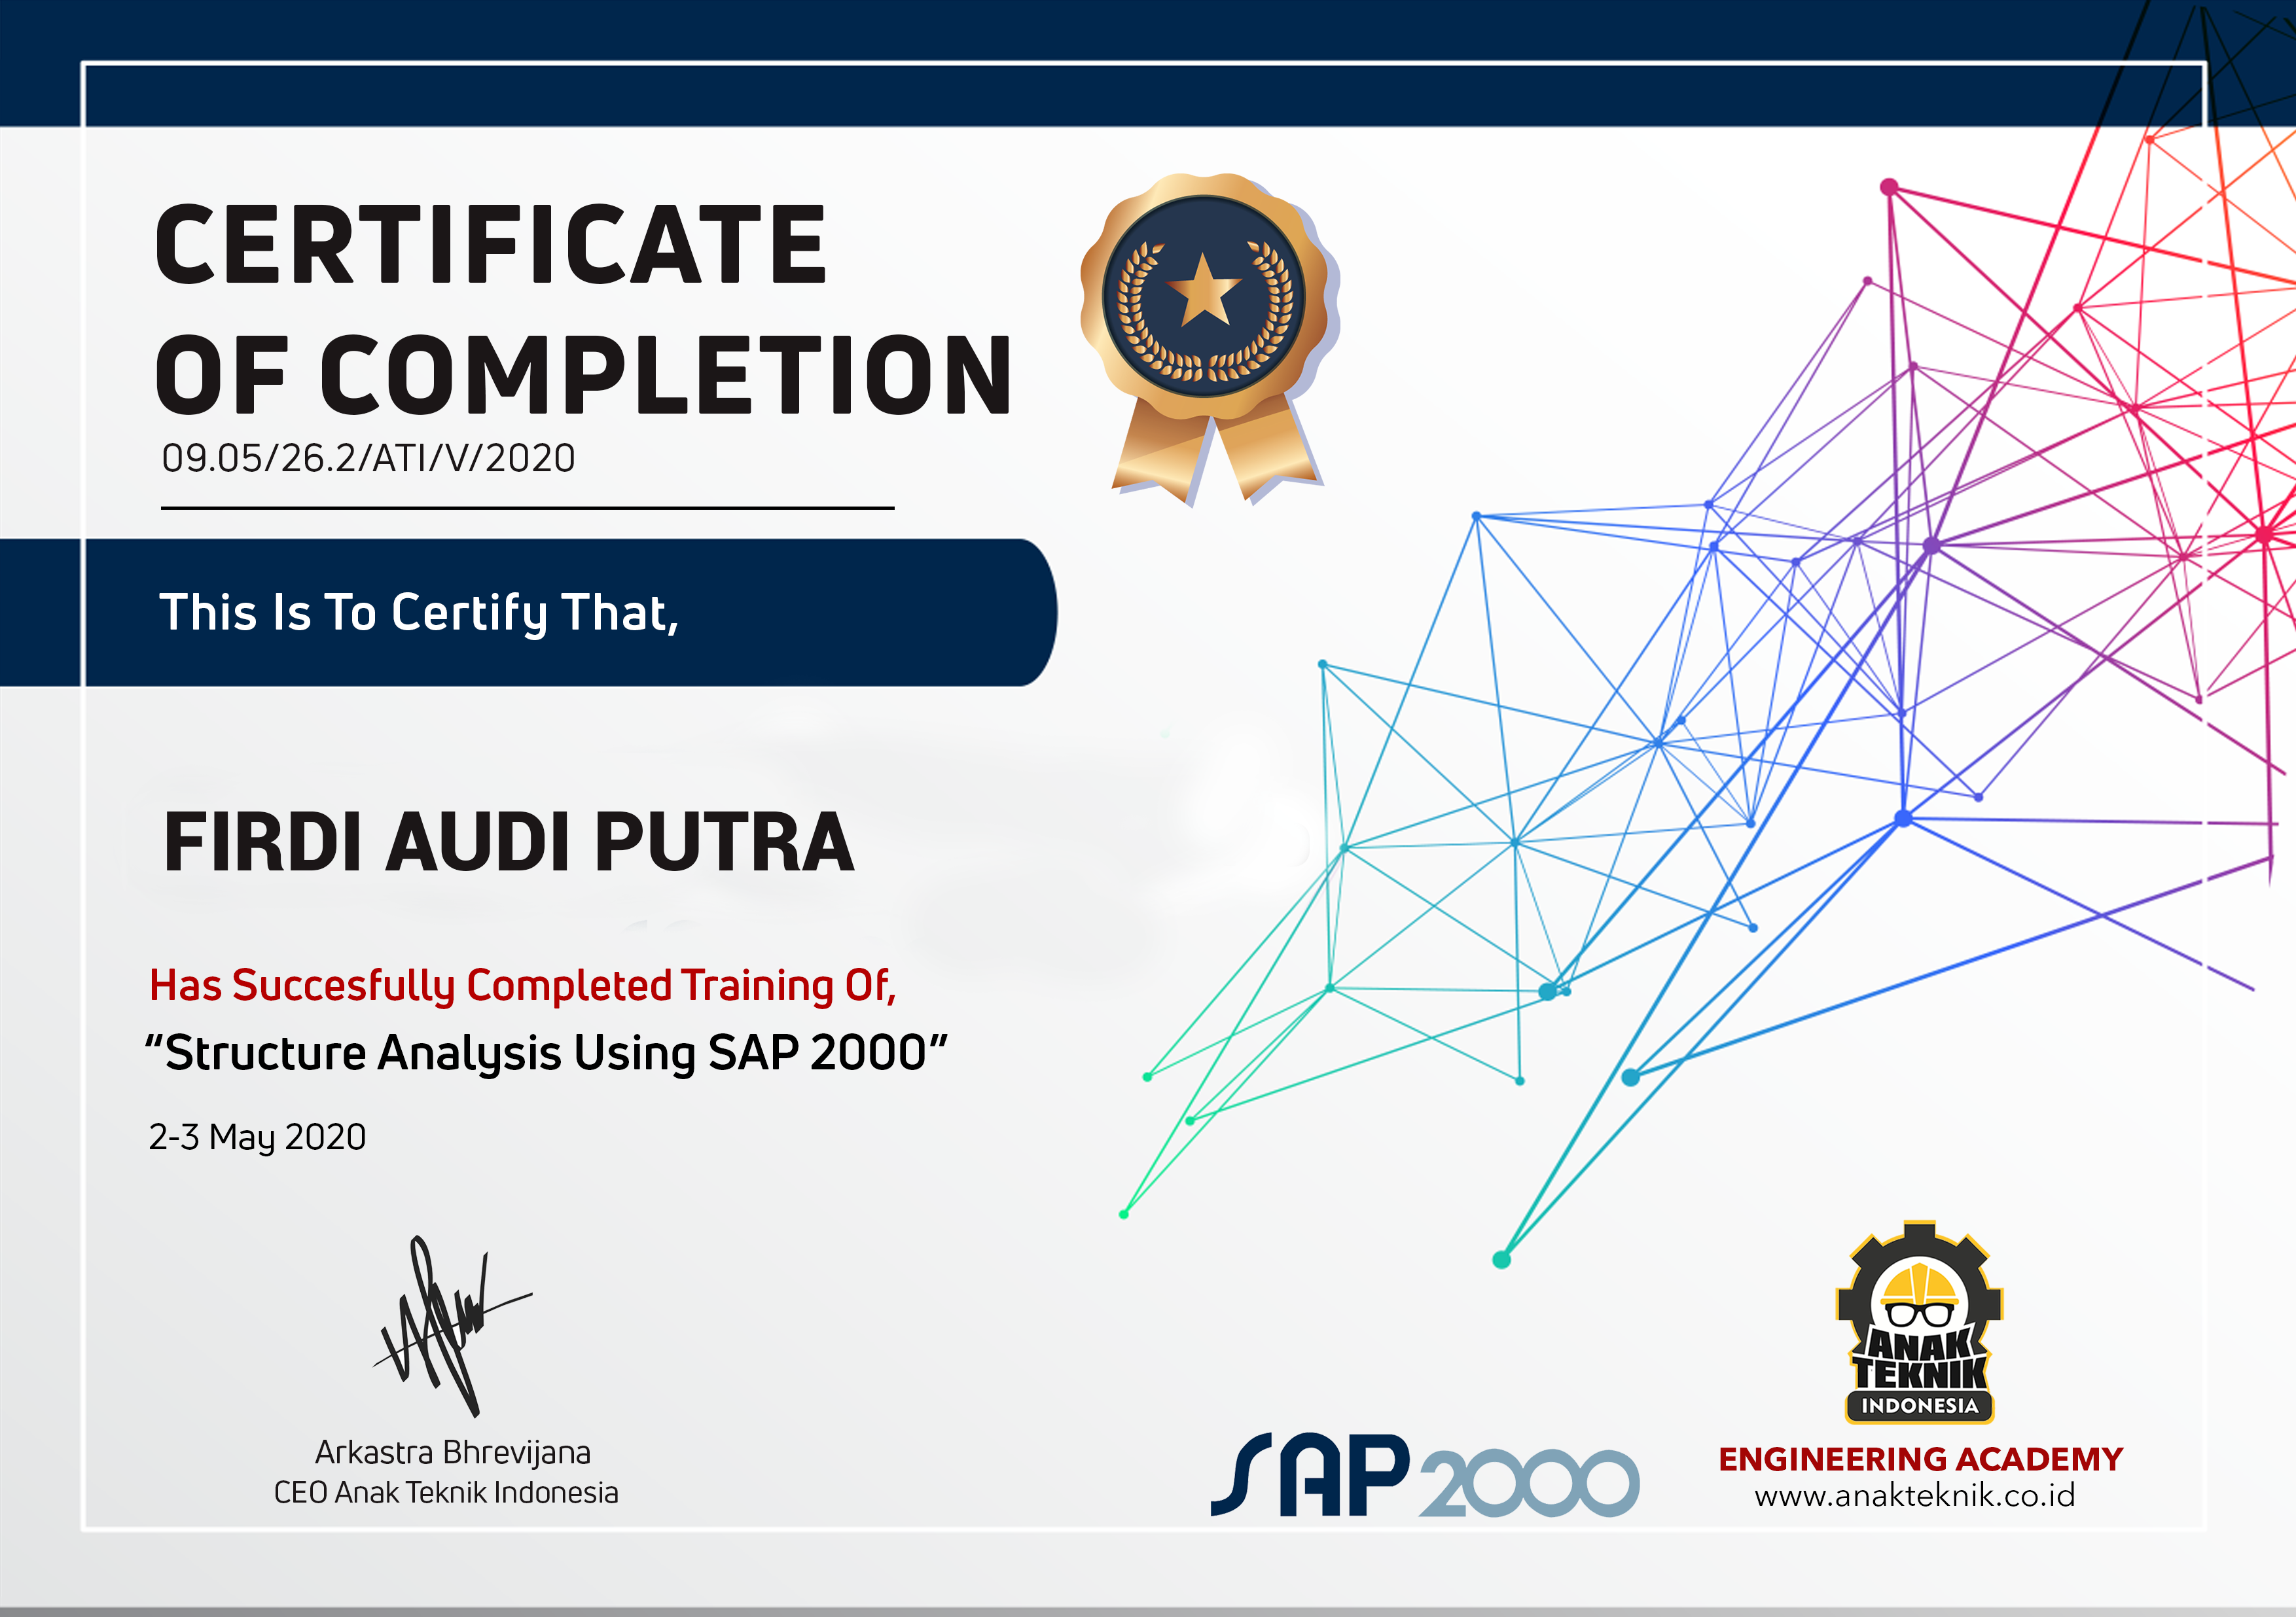 CERTIFICATE
OF COMPLETION
09.05/26.2/ATI/V/2020
This Is To Certify That,
FIRDI AUDI PUTRA
Has Succesfully Completed Training Of,
“Structure Analysis Using SAP 2000”
2-3 May 2020
Arkastra Bhrevijana
CEO Anak Teknik Indonesia
SAP2000
ANAK
TEKNIK
INDONESIA
ENGINEERING ACADEMY
www.anakteknik.co.id